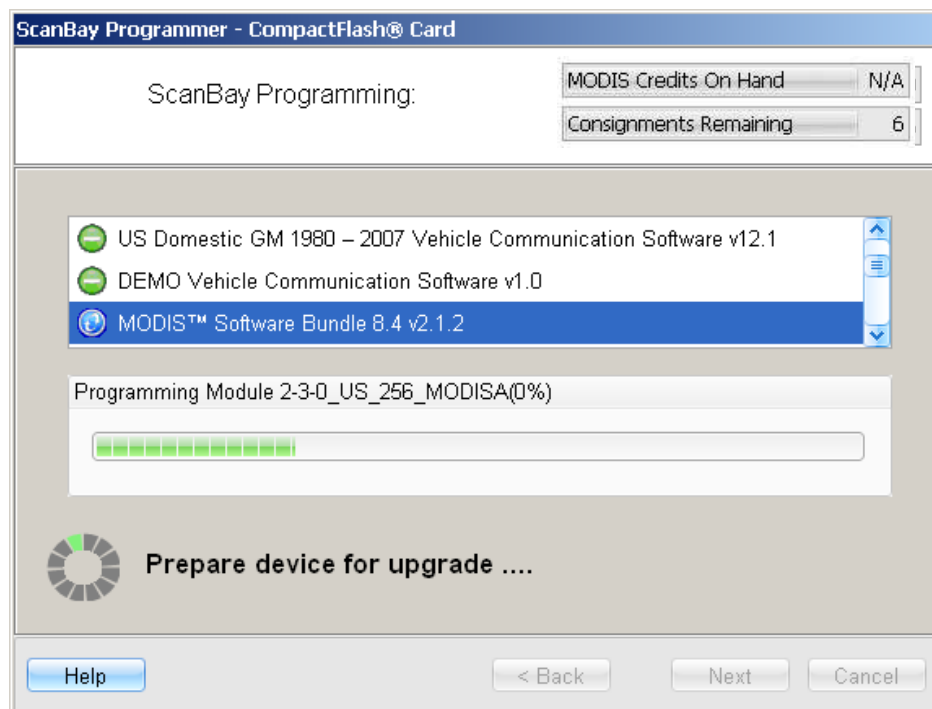 ScanBay Programmer - CompactFlash® Card
ScanBay Programming:
MODIS Credits On Hand N/A
Consignments Remaining 6
US Domestic GM 1980 – 2007 Vehicle Communication Software v12.1
DEMO Vehicle Communication Software v1.0
MODIS™ Software Bundle 8.4 v2.1.2
Programming Module 2-3-0_US_256_MODISA(0%)
Prepare device for upgrade ....
Help < Back Next Cancel